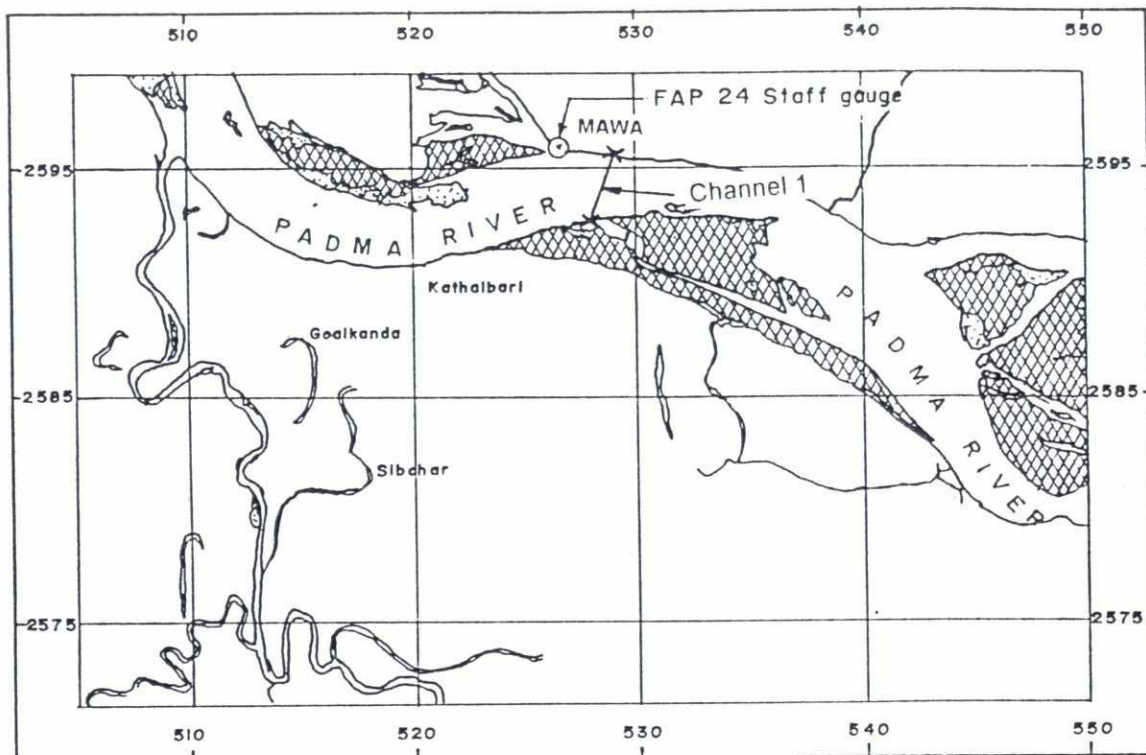 510 520 530 540 550
FAP 24 Staff gauge
MAWA
2595 2595
Channel 1
PADMA RIVER
Kathalbari
PADMA RIVER
Goalkanda
2585 2585
Sibchar
2575 2575
510 520 530 540 550